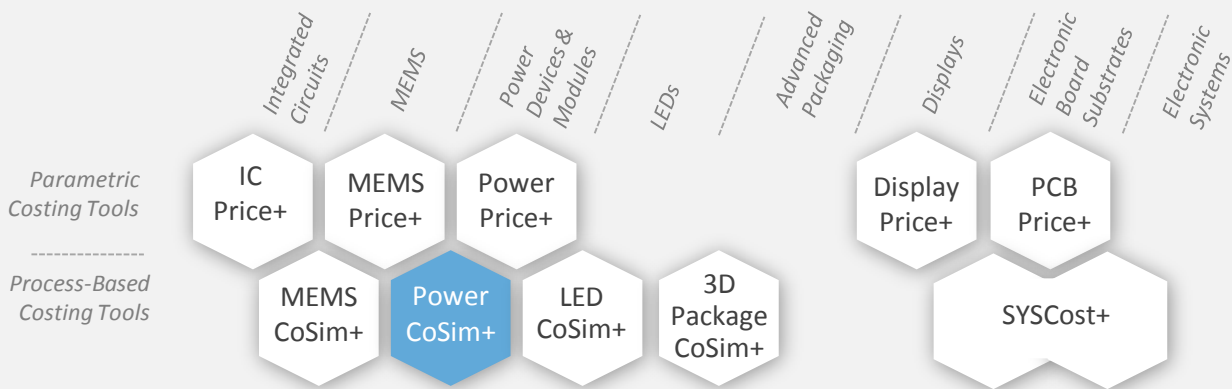 Integrated
Circuits
MEMS
Power
Devices &
Modules
LEDs
Advanced
Packaging
Displays
Electronic
Board
Substrates
Electronic
Systems
Parametric
Costing Tools
IC
Price+
MEMS
Price+
Power
Price+
Display
Price+
PCB
Price+
Process-Based
Costing Tools
MEMS
CoSim+
Power
CoSim+
LED
CoSim+
3D
Package
CoSim+
SYSCost+